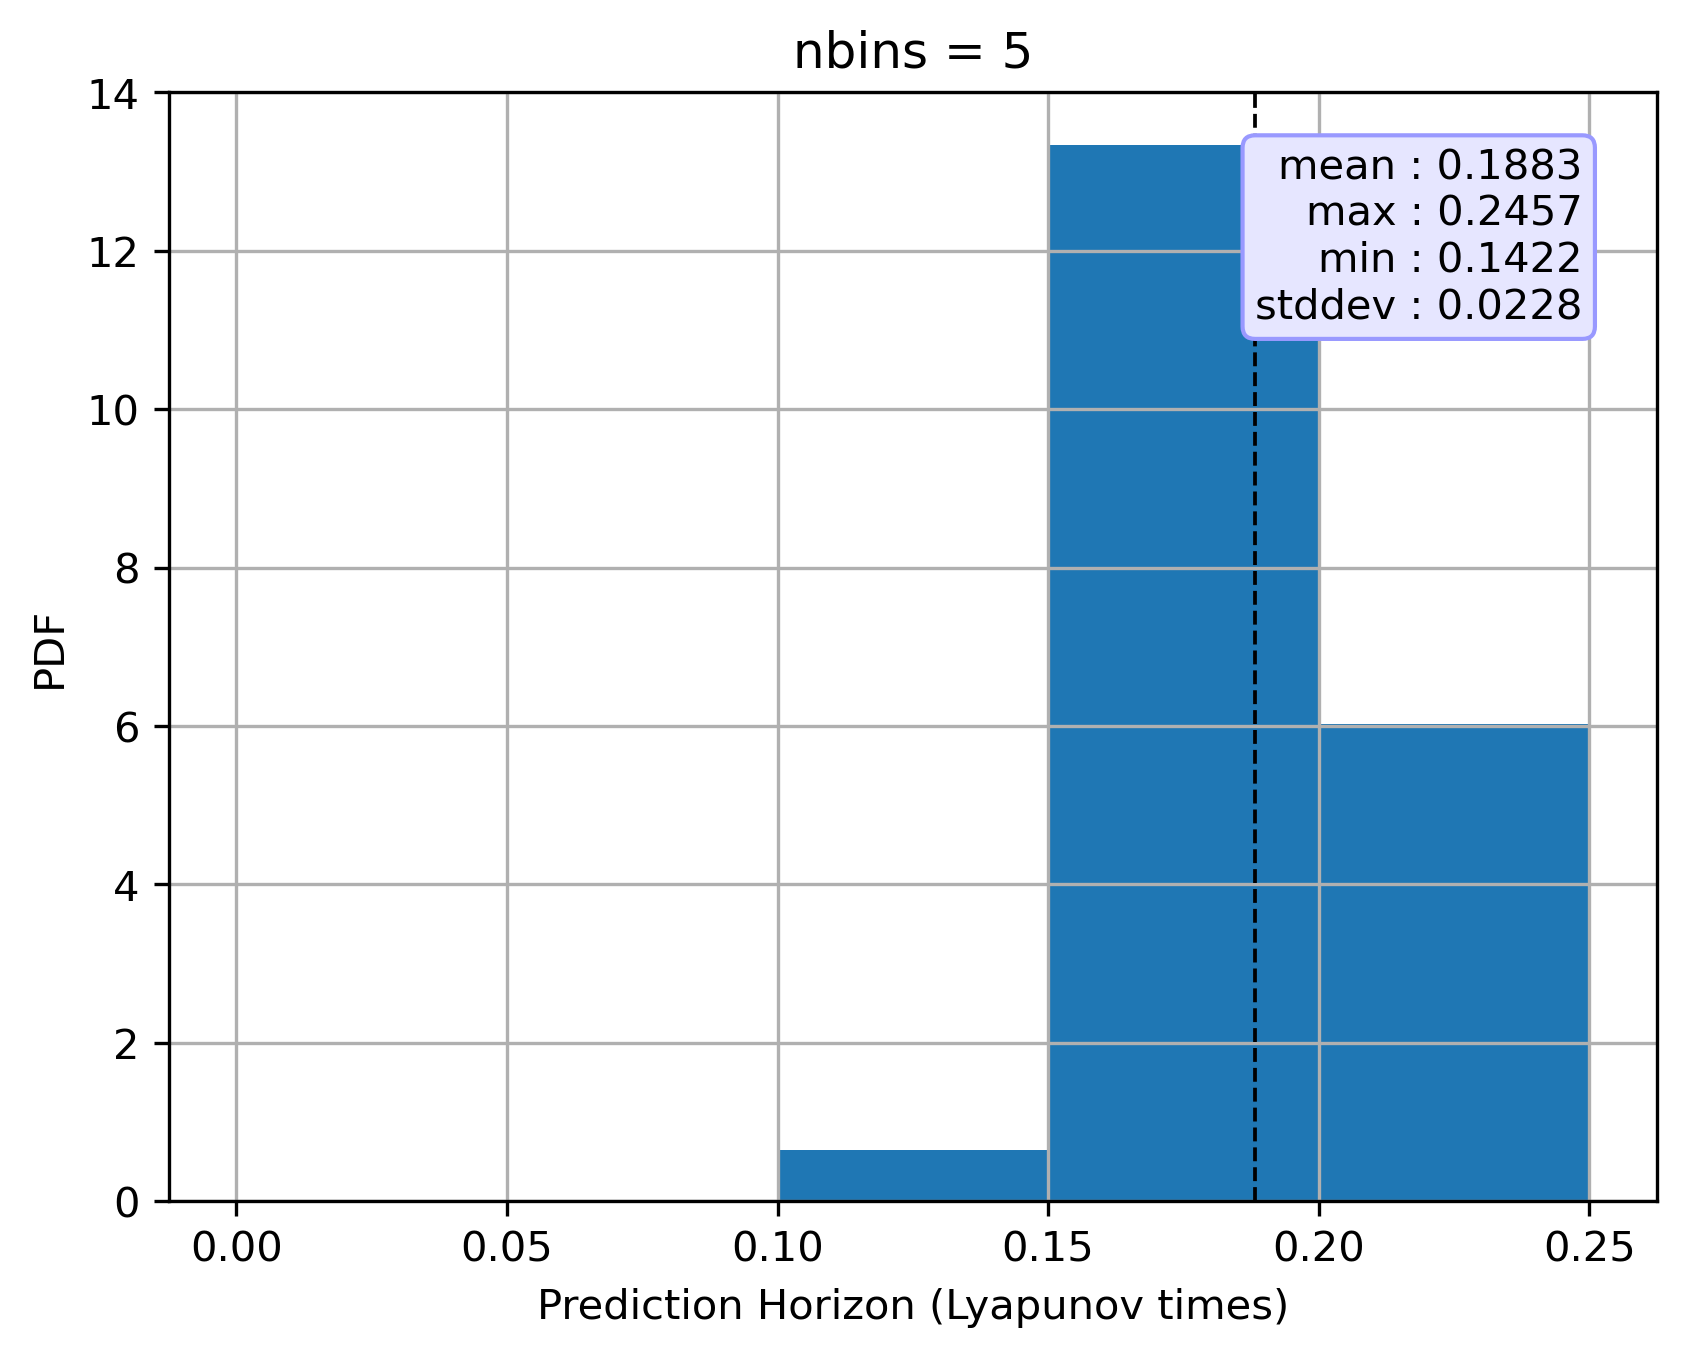 nbins = 5
14
12
10
8
6
4
2
0
PDF
mean : 0.1883
max : 0.2457
min : 0.1422
stddev : 0.0228
0.00 0.05 0.10 0.15 0.20 0.25
Prediction Horizon (Lyapunov times)